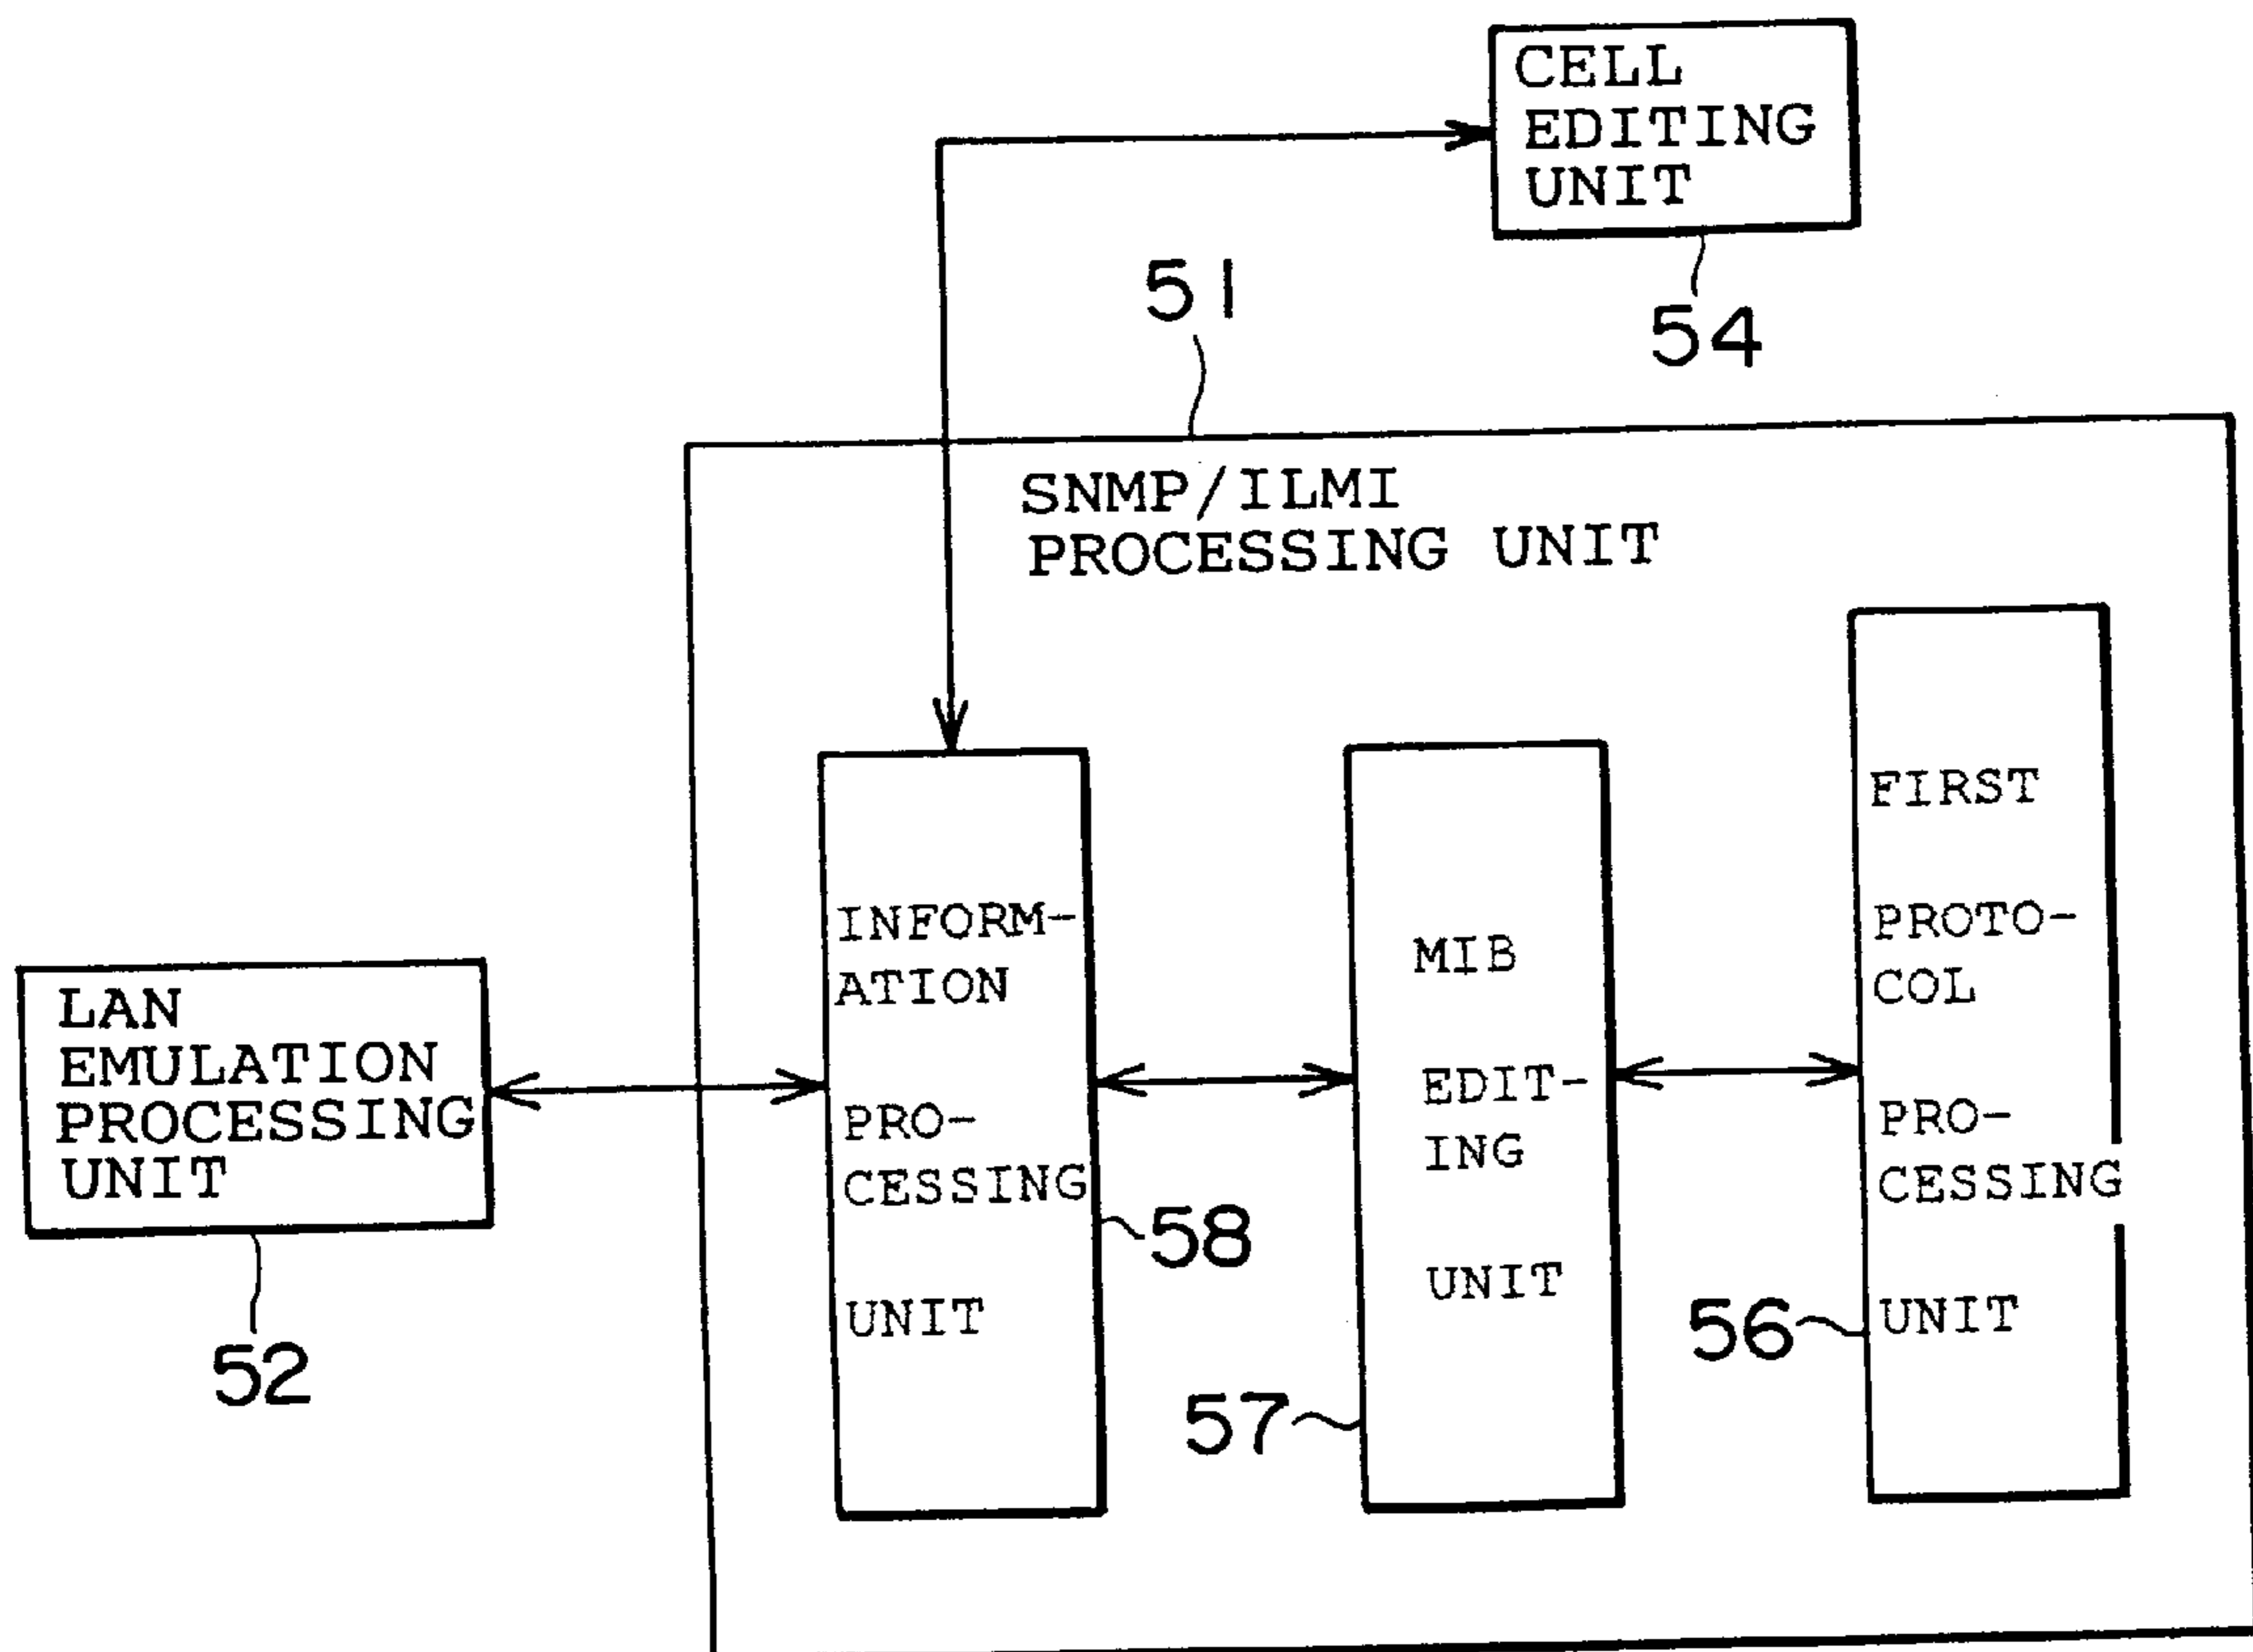 CELL
EDITING
UNIT
54
51
SNMP/ILMI
PROCESSING UNIT
LAN
EMULATION
PROCESSING
UNIT
52
INFORM-
ATION
PRO-
CESSING
UNIT
58
MIB
EDIT-
ING
UNIT
57
FIRST
PROTO-
COL
PRO-
CESSING
UNIT
56